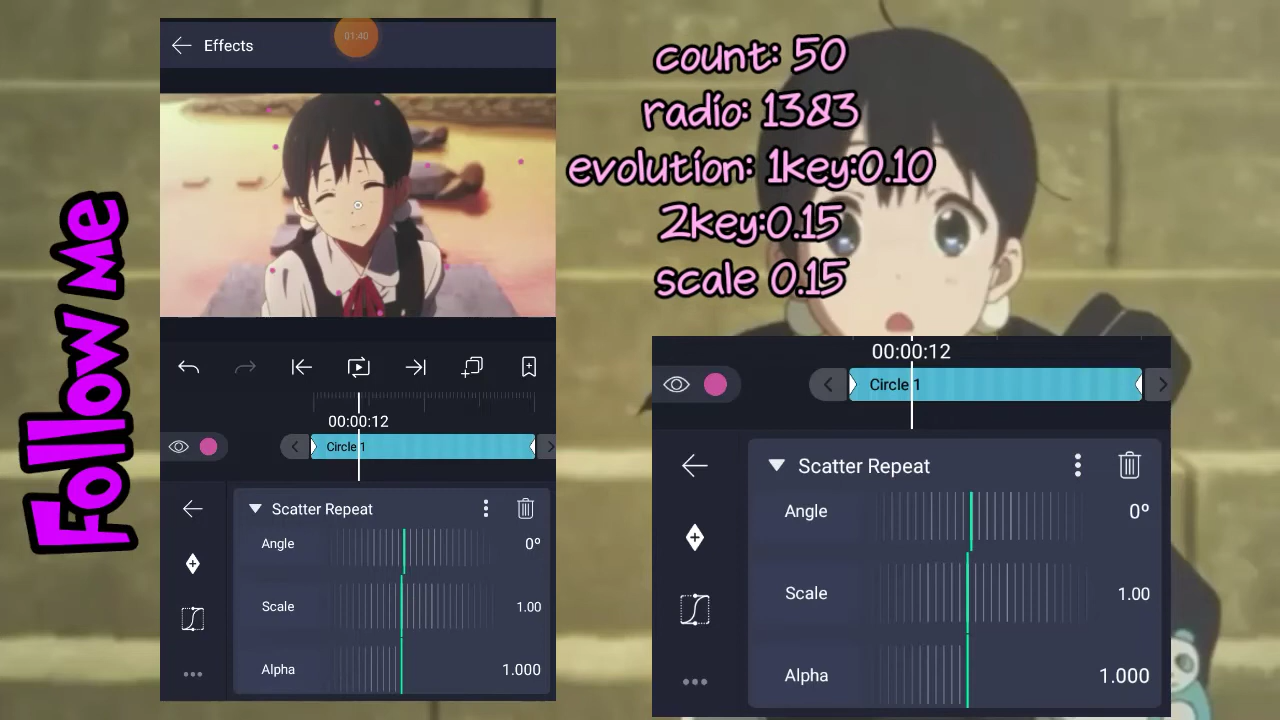 Follow Me
Effects
01:40
00:00:12
Circle 1
Scatter Repeat
Angle
0º
Scale
1.00
Alpha
1.000
count: 50
radio: 1383
evolution: 1key:0.10
2key:0.15
scale 0.15
00:00:12
Circle 1
Scatter Repeat
Angle
0º
Scale
1.00
Alpha
1.000